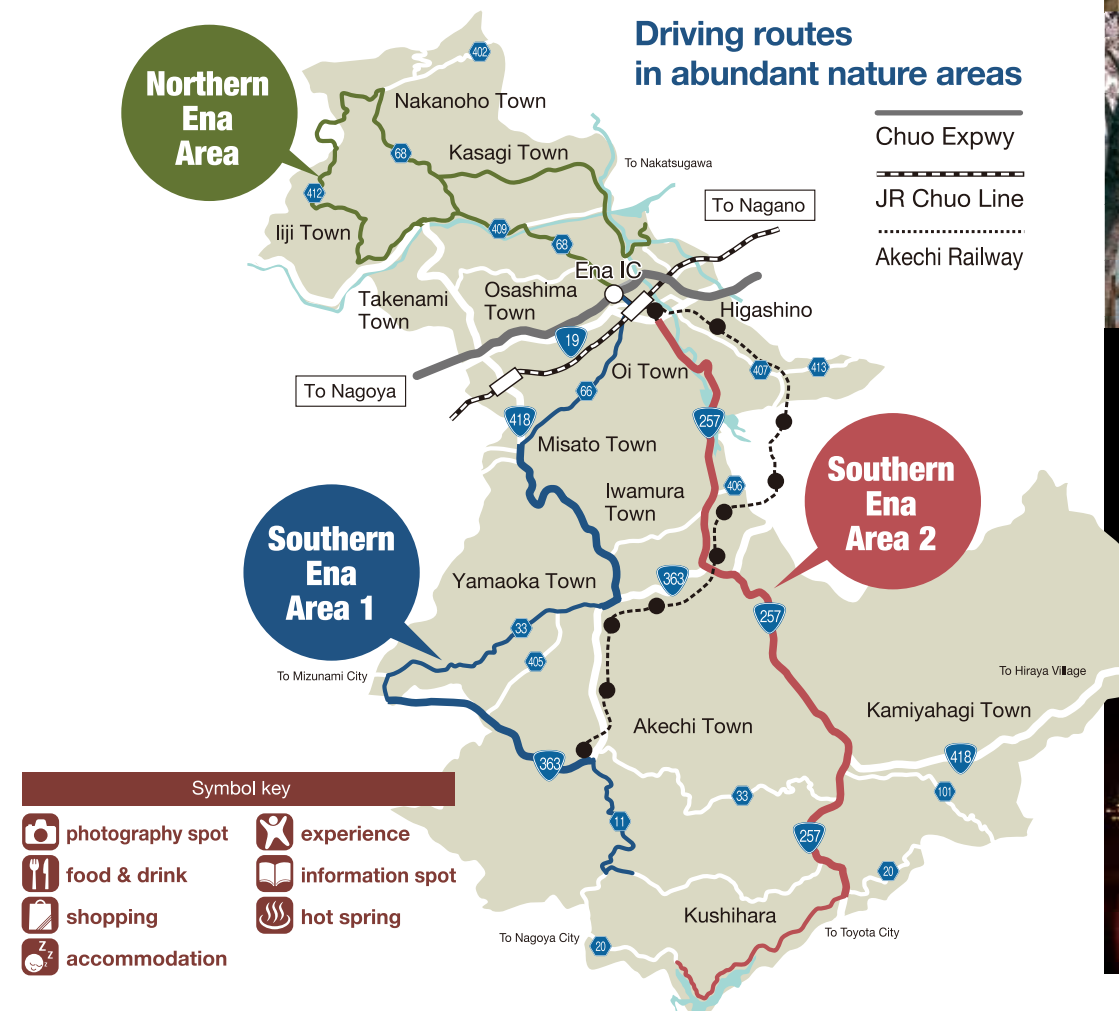 Driving routes
in abundant nature areas
Chuo Expwy
JR Chuo Line
Akechi Railway
Northern
Ena
Area
402
Nakanoho Town
68
Kasagi Town
To Nakatsugawa
412
To Nagano
Iiji Town
409
68
Ena IC
Osashima
Town
Takenami
Town
Higashino
19
Oi Town
407
413
To Nagoya
66
418
257
Misato Town
Southern
Ena
Area 2
Iwamura
Town
406
Southern
Ena
Area 1
Yamaoka Town
363
257
33
405
To Mizunami City
To Hiraya Village
Kamiyahagi Town
Akechi Town
363
418
33
101
11
257
20
Kushihara
To Nagoya City
20
To Toyota City
Symbol key
photography spot
experience
food & drink
information spot
shopping
hot spring
Z
Z
z
accommodation